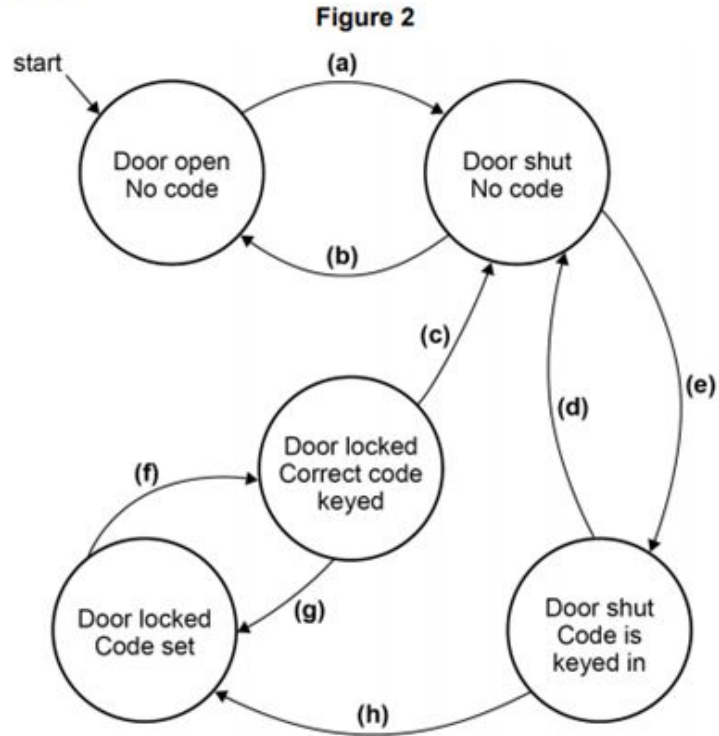 Figure 2
start
(a)
Door open
No code
Door shut
No code
(b)
(c)
(d)
(e)
Door locked
Correct code
keyed
(f)
Door locked
Code set
(g)
Door shut
Code is
keyed in
(h)